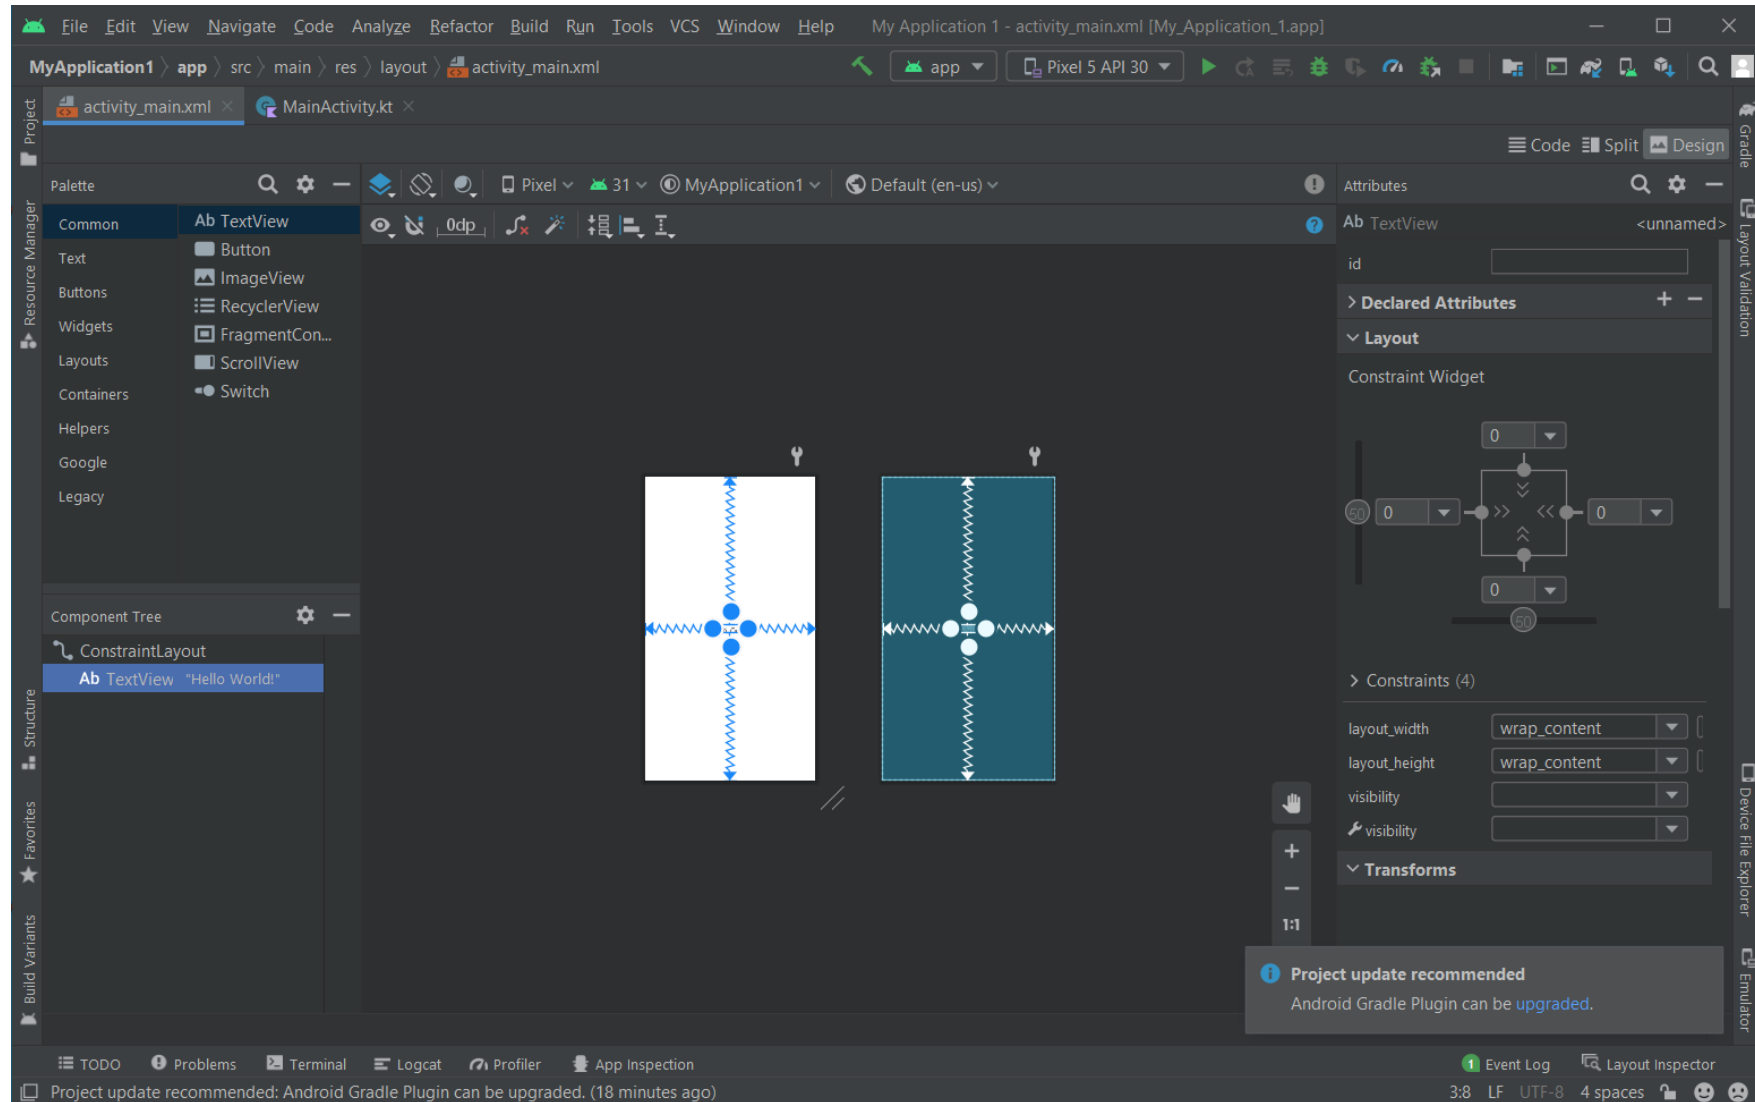 File Edit View Navigate Code Analyze Refactor Build Run Tools VCS Window Help My Application 1 - activity_main.xml [My_Application_1.app]
MyApplication1 app src main res layout activity_main.xml app Pixel 5 API 30
activity_main.xml MainActivity.kt
Code Split Design
Project
Resource Manager
Structure
Favorites
Build Variants
Palette
Common
Text
Buttons
Widgets
Layouts
Containers
Helpers
Google
Legacy
Ab TextView
Button
ImageView
RecyclerView
FragmentCon...
ScrollView
Switch
Component Tree
ConstraintLayout
Ab TextView "Hello World!"
Pixel 31 MyApplication1 Default (en-us)
0dp
1:1
Attributes
Ab TextView <unnamed>
id
Declared Attributes
Layout
Constraint Widget
0
50 0 0
0
50
Constraints (4)
layout_width wrap_content
layout_height wrap_content
visibility
visibility
Transforms
Project update recommended
Android Gradle Plugin can be upgraded.
Gradle
Layout Validation
Device File Explorer
Emulator
TODO Problems Terminal Logcat Profiler App Inspection 1 Event Log Layout Inspector
Project update recommended: Android Gradle Plugin can be upgraded. (18 minutes ago) 3:8 LF UTF-8 4 spaces